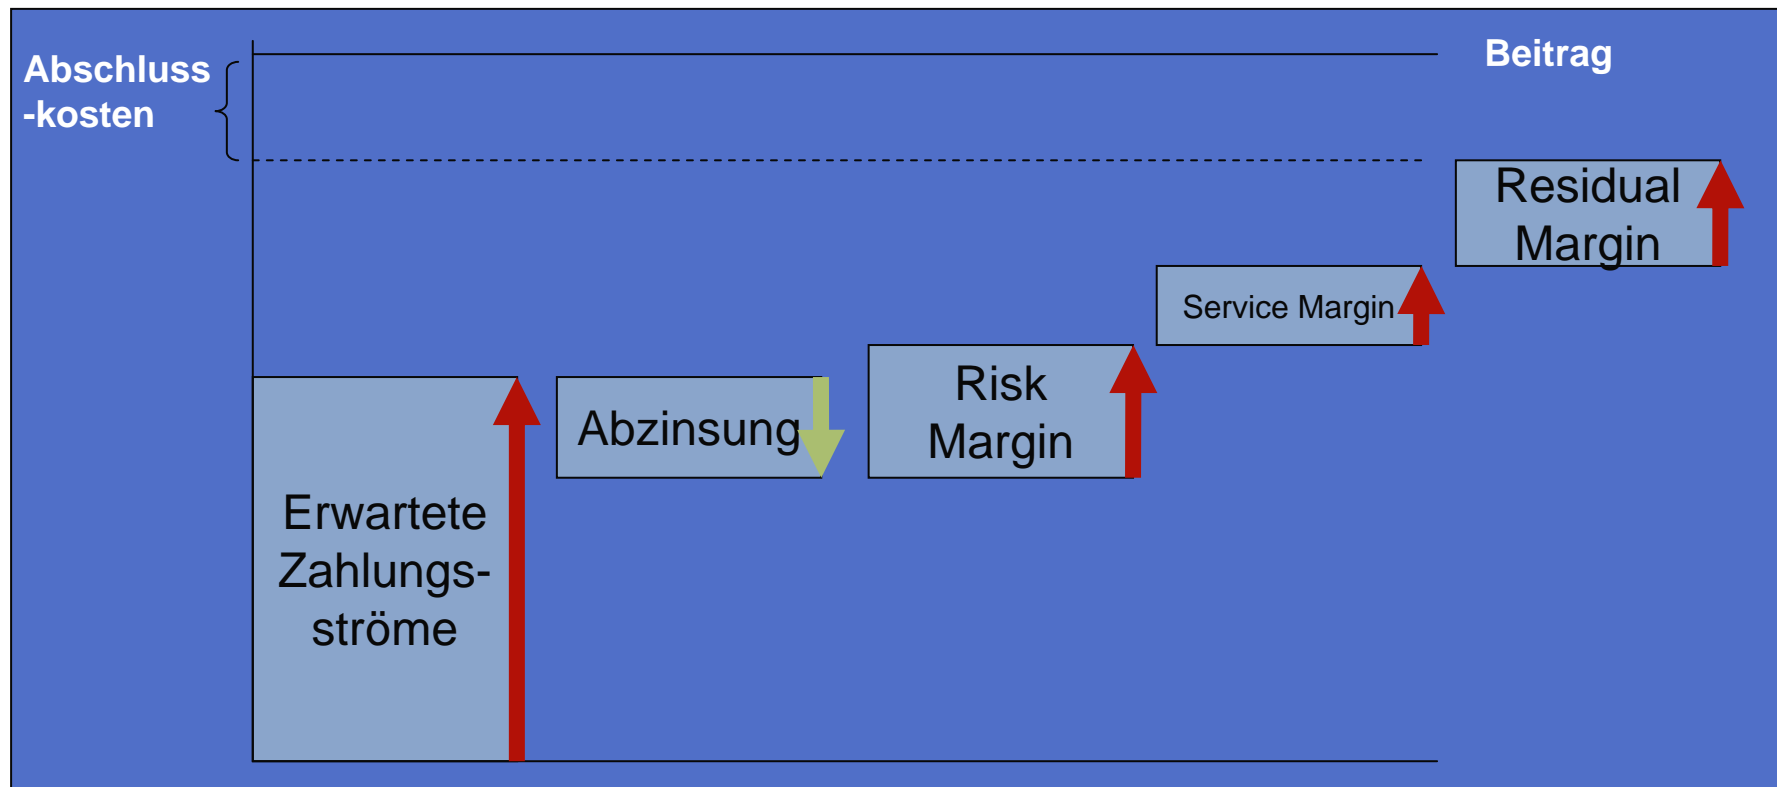 Abschluss
-kosten
Beitrag
Residual
Margin
Service Margin
Risk
Margin
Abzinsung
Erwartete
Zahlungs-
ströme